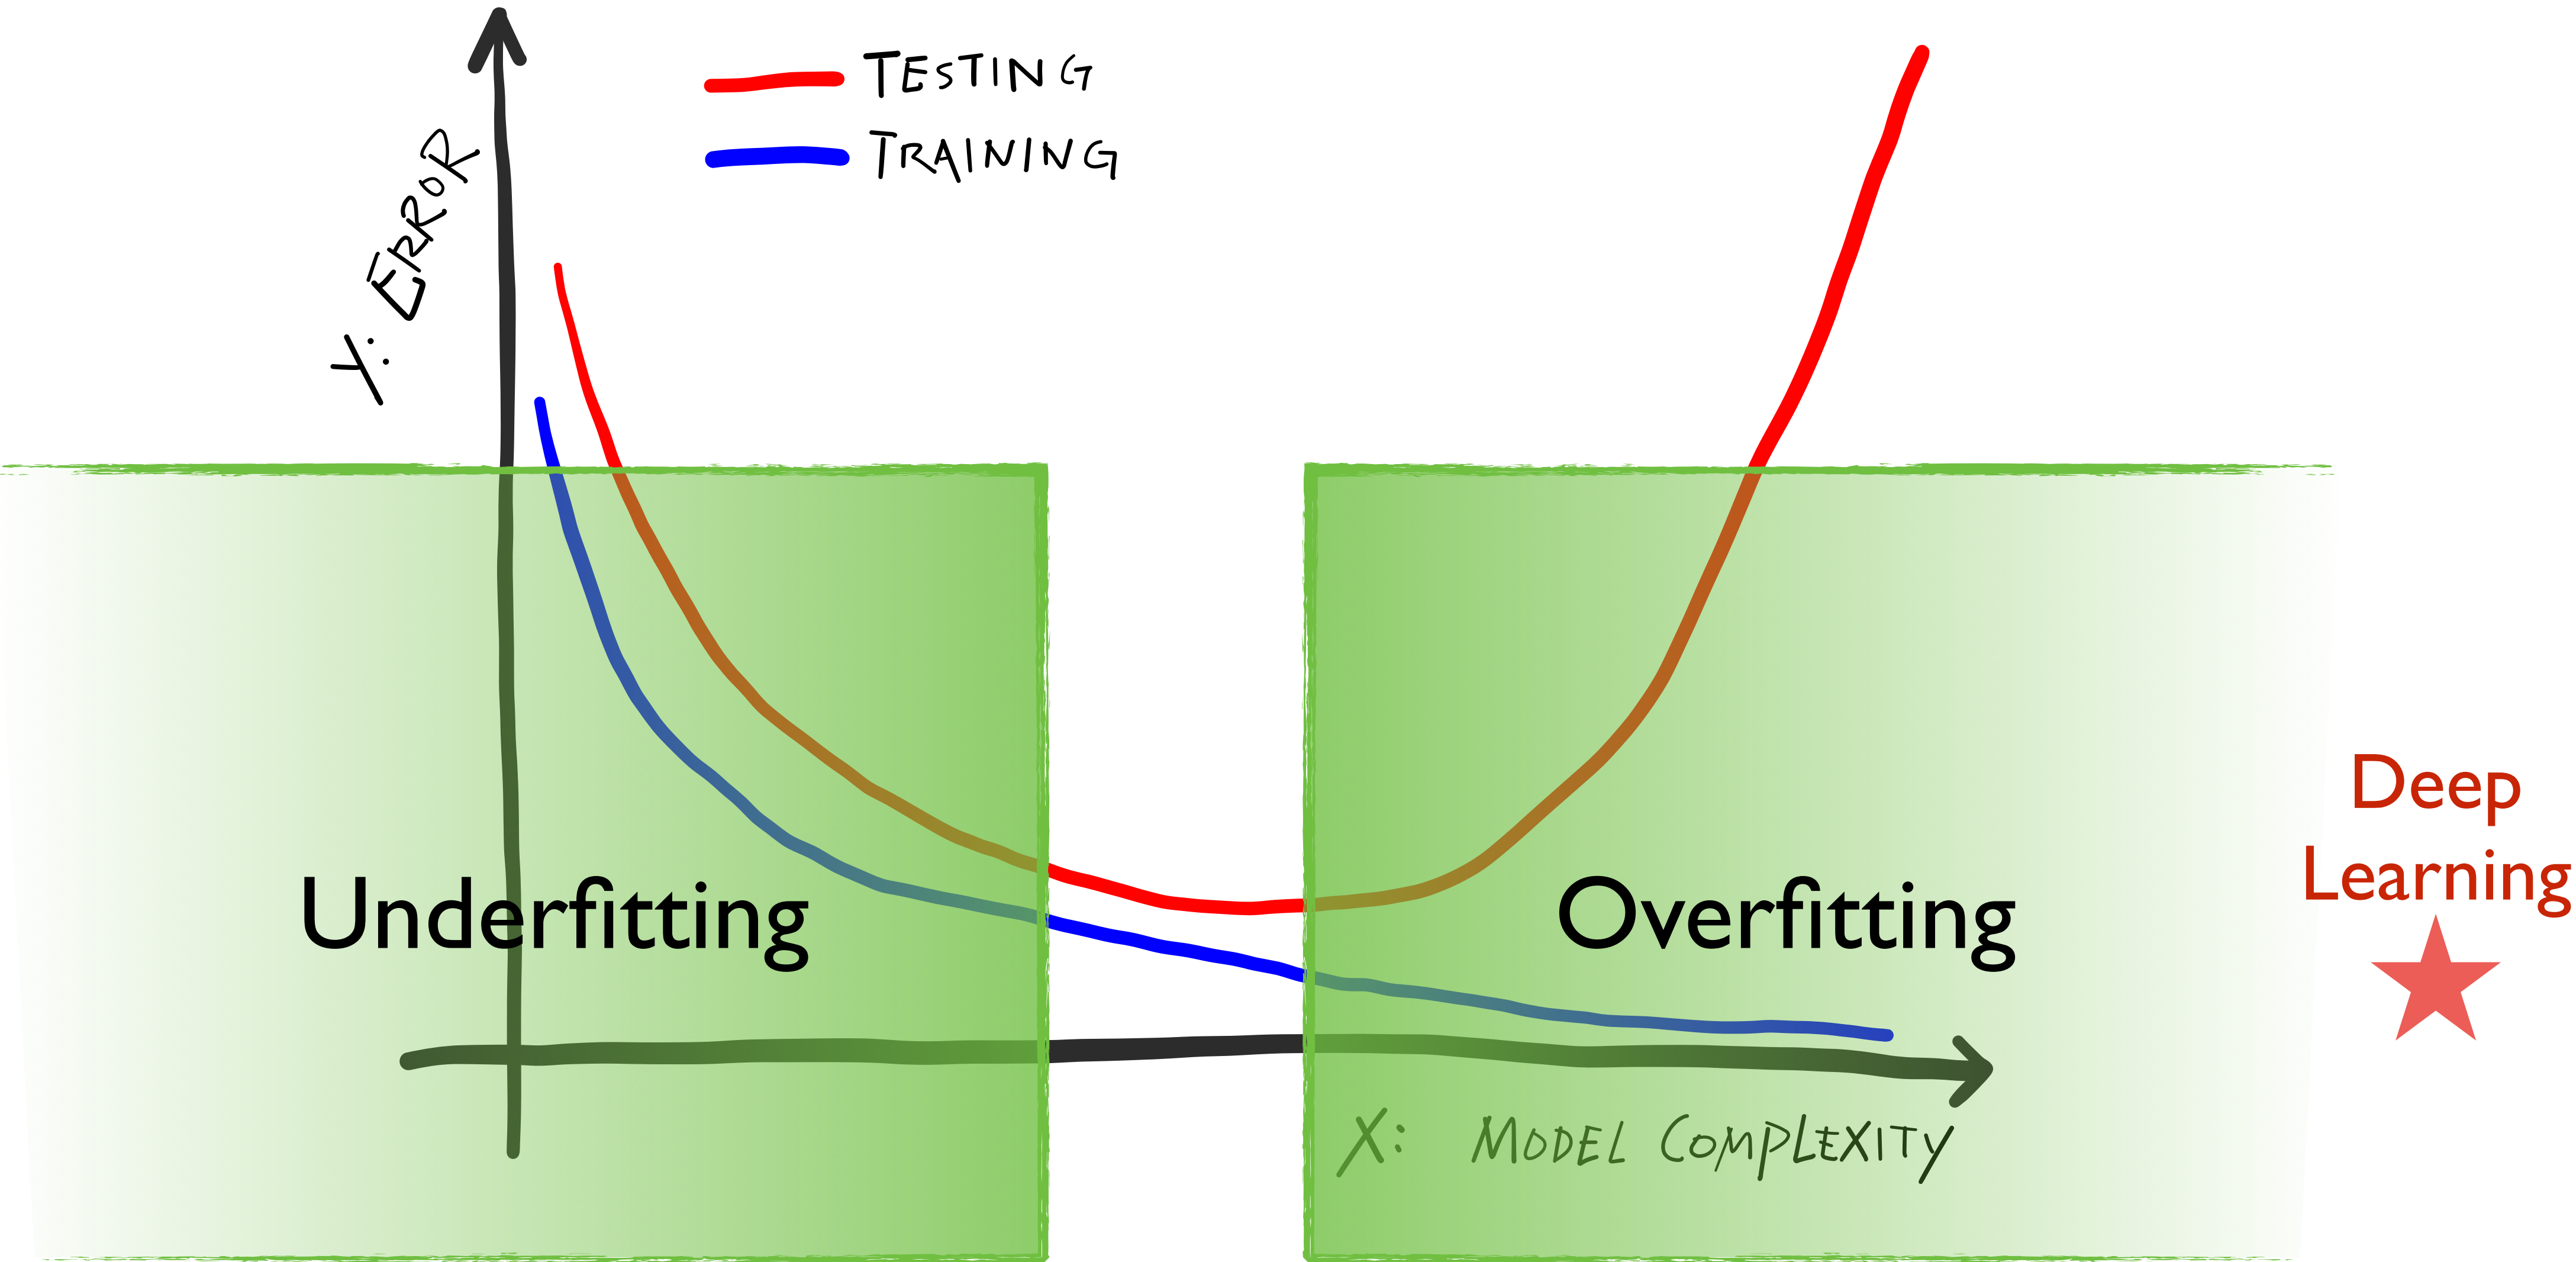 TESTING
TRAINING
Y: ERROR
Underfitting
Overfitting
Deep
Learning
X: MODEL COMPLEXITY